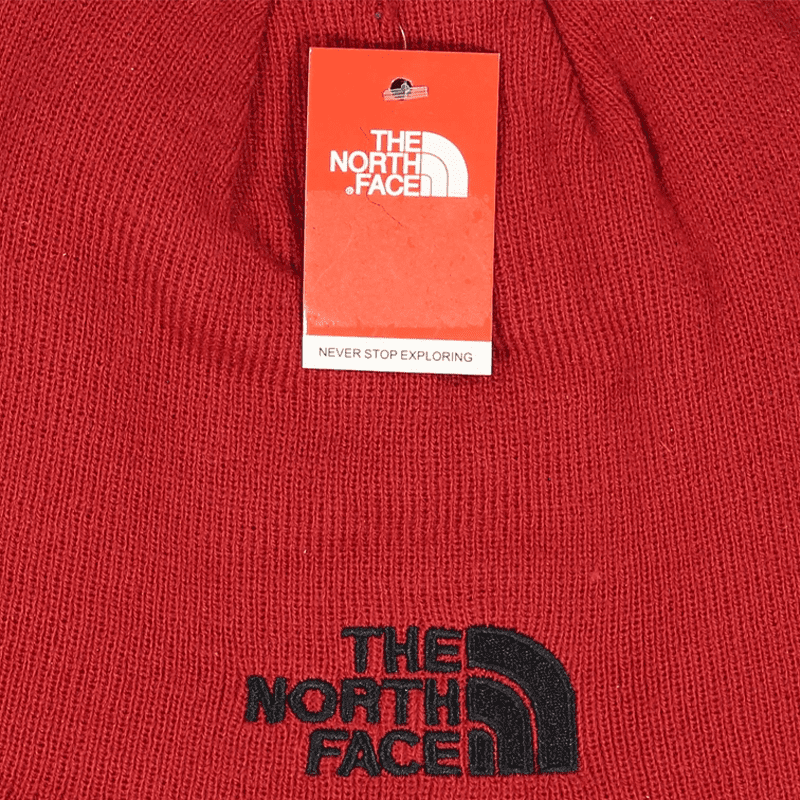 THE
NORTH
® FACE
NEVER STOP EXPLORING
THE
NORTH
FACE